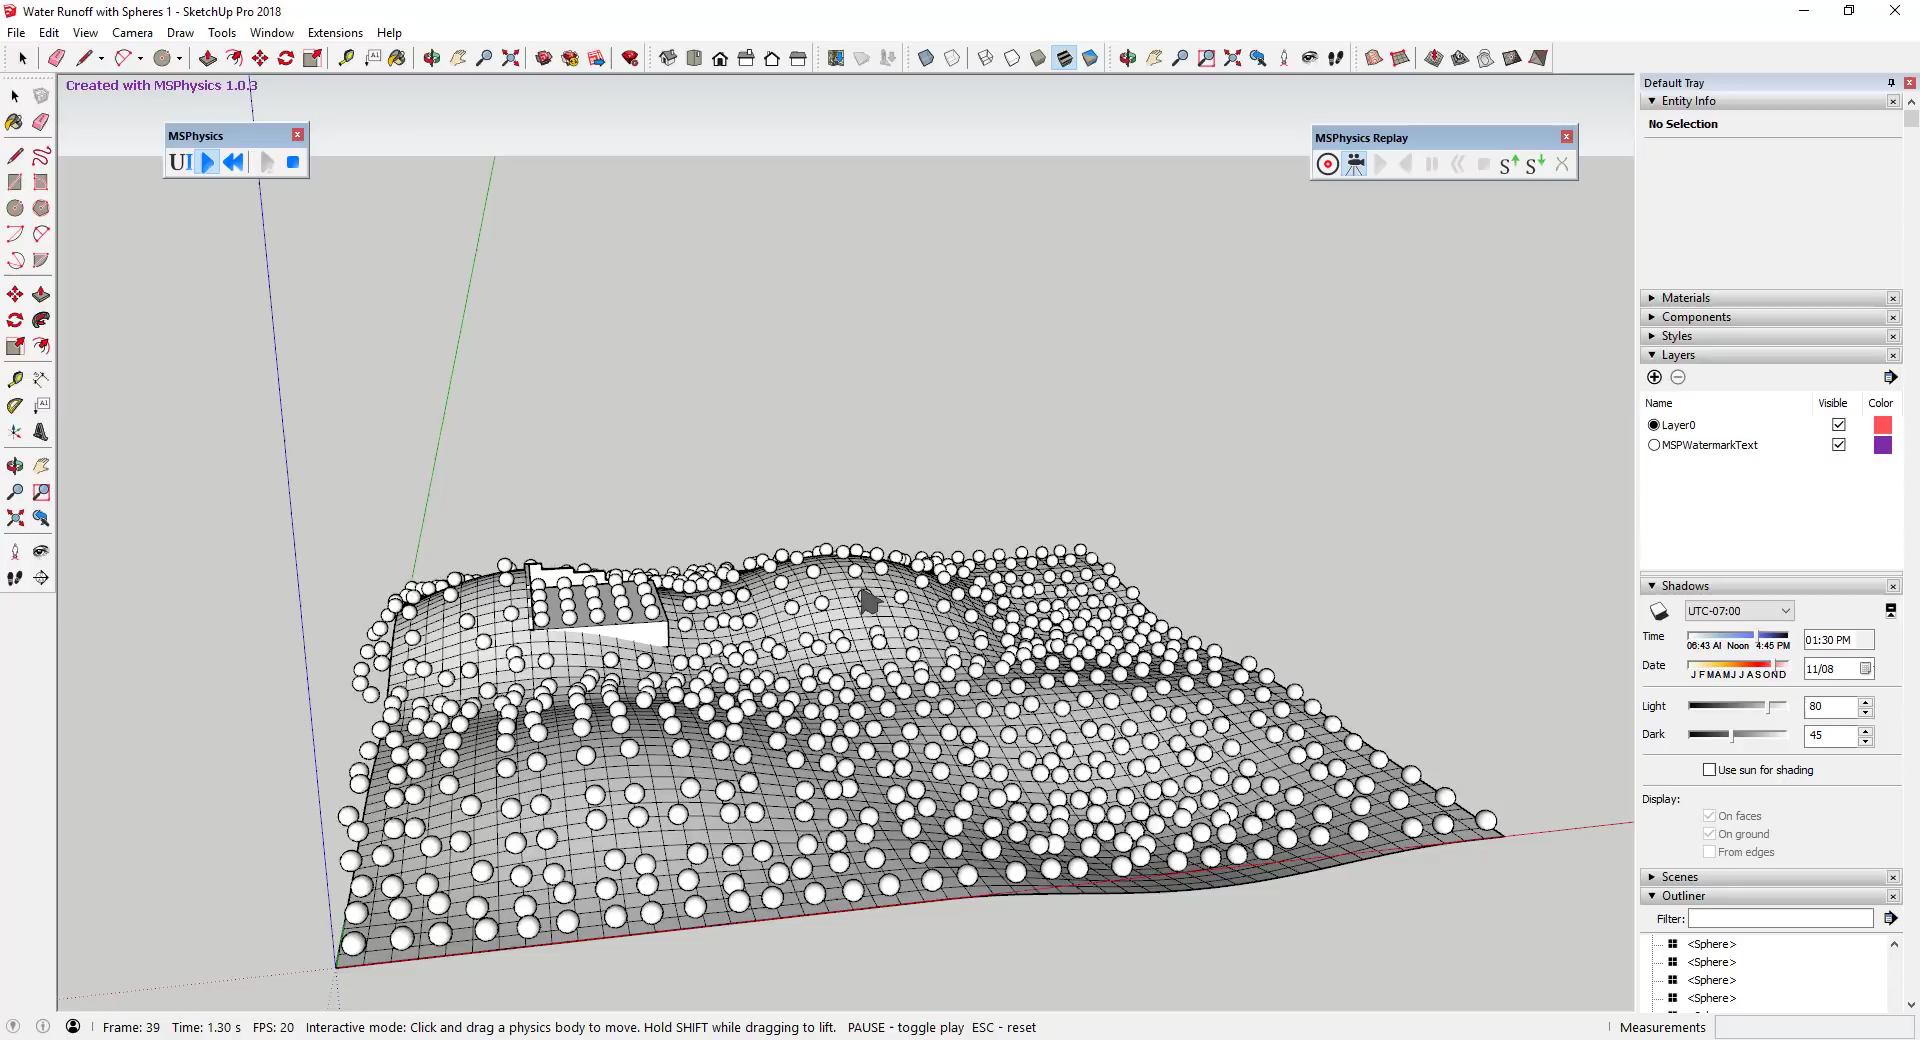 Water Runoff with Spheres 1 - SketchUp Pro 2018
File Edit View Camera Draw Tools Window Extensions Help
Created with MSPhysics 1.0.3
MSPhysics
UI
MSPhysics Replay
S S
Default Tray
Entity Info
No Selection
Materials
Components
Styles
Layers
Name Visible Color
Layer0
MSPWatermarkText
Shadows
UTC-07:00
Time 06:43 AI Noon 4:45 PM 01:30 PM
Date J F M A M J J A S O N D 11/08
Light 80
Dark 45
Use sun for shading
Display:
On faces
On ground
From edges
Scenes
Outliner
Filter:
<Sphere>
<Sphere>
<Sphere>
<Sphere>
Frame: 39 Time: 1.30 s FPS: 20 Interactive mode: Click and drag a physics body to move. Hold SHIFT while dragging to lift. PAUSE - toggle play ESC - reset
Measurements